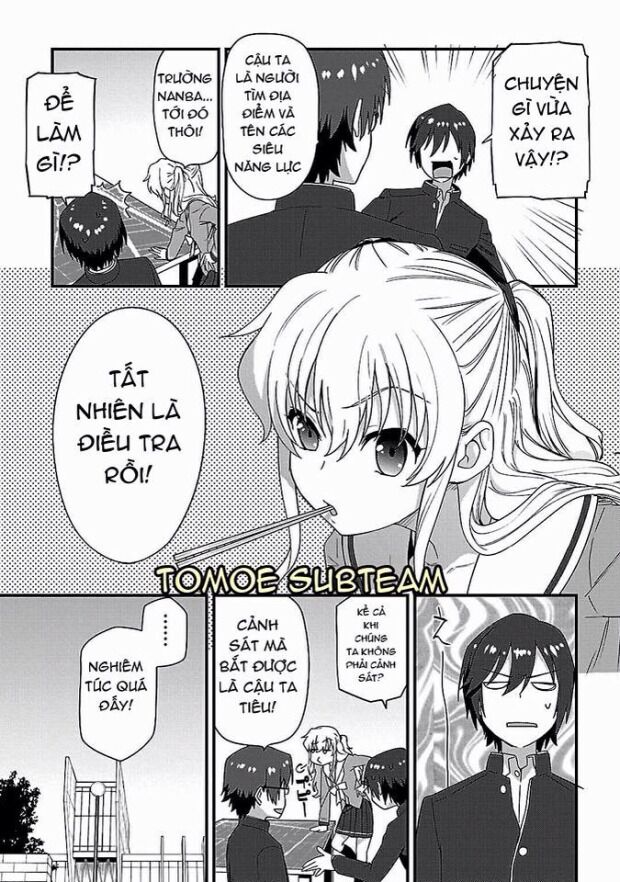 CHUYỆN
GÌ VỪA
XẢY RA
VẬY!?
CẬU TA
LÀ NGƯỜI
TÌM ĐỊA
ĐIỂM VÀ
TÊN CÁC
SIÊU
NĂNG LỰC
TRƯỜNG
NANBA...
TỚI ĐÓ
THÔI!
ĐỂ
LÀM
GÌ!?
TẤT
NHIÊN LÀ
ĐIỀU TRA
RỒI!
TOMOE SUBTEAM
KỂ CẢ
KHI
CHÚNG
TA KHÔNG
PHẢI CẢNH
SÁT?
CẢNH
SÁT MÀ
BẮT ĐƯỢC
LÀ CẬU TA
TIÊU!
......
NGHIÊM
TÚC QUÁ
ĐẤY!